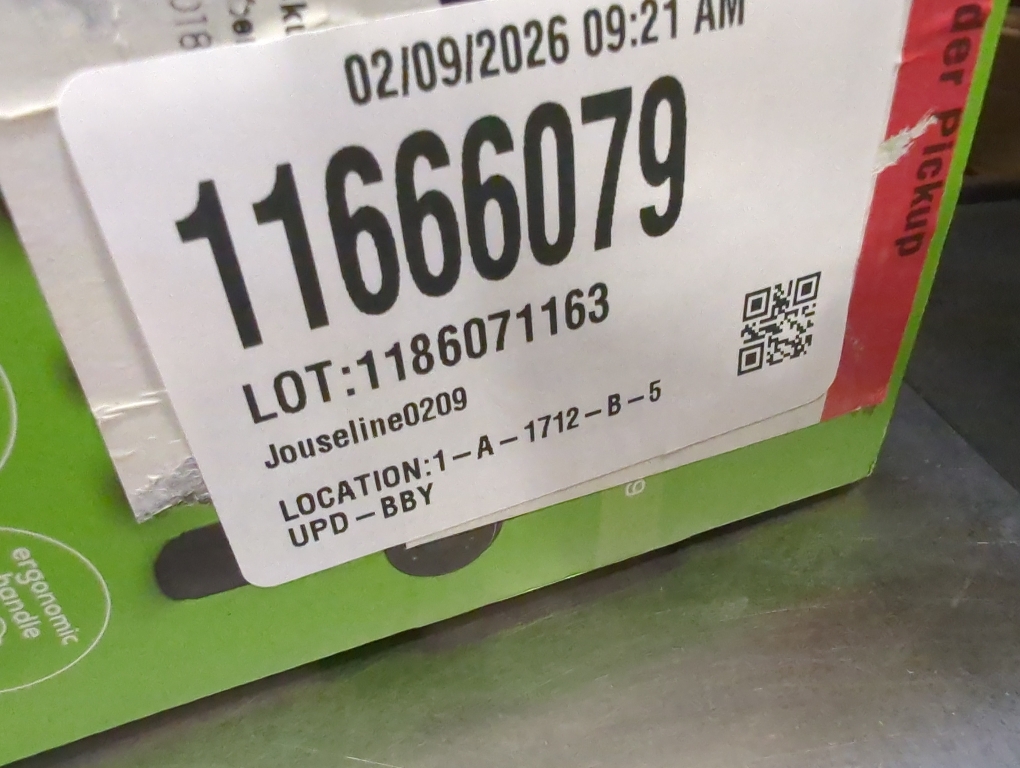 02/09/2026 09:21 AM
11666079
LOT:1186071163
Jouseline0209
LOCATION:1-A-1712-B-5
UPD-BBY
pickup
ergonomic
handle